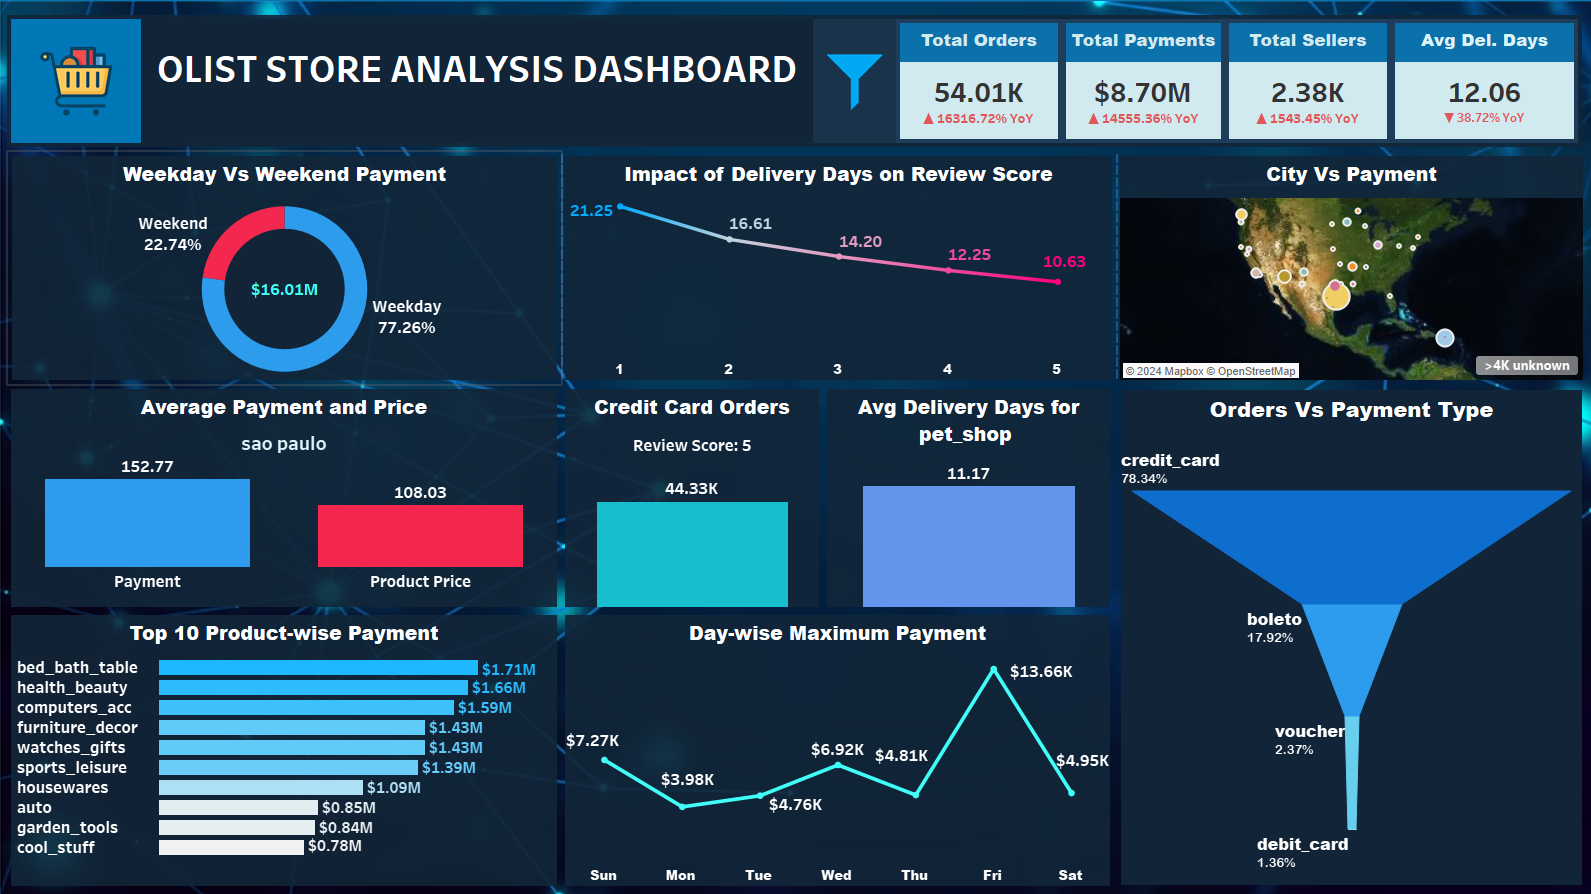 OLIST STORE ANALYSIS DASHBOARD
Total Orders
54.01K
▲ 16316.72% YoY
Total Payments
$8.70M
▲ 14555.36% YoY
Total Sellers
2.38K
▲ 1543.45% YoY
Avg Del. Days
12.06
▼ 38.72% YoY
Weekday Vs Weekend Payment
Weekend
22.74%
$16.01M
Weekday
77.26%
Impact of Delivery Days on Review Score
21.25
16.61
14.20
12.25
10.63
1 2 3 4 5
City Vs Payment
© 2024 Mapbox © OpenStreetMap
>4K unknown
Average Payment and Price
sao paulo
152.77
108.03
Payment
Product Price
Credit Card Orders
Review Score: 5
44.33K
Avg Delivery Days for
pet_shop
11.17
Orders Vs Payment Type
credit_card
78.34%
boleto
17.92%
voucher
2.37%
debit_card
1.36%
Top 10 Product-wise Payment
bed_bath_table $1.71M
health_beauty $1.66M
computers_acc $1.59M
furniture_decor $1.43M
watches_gifts $1.43M
sports_leisure $1.39M
housewares $1.09M
auto $0.85M
garden_tools $0.84M
cool_stuff $0.78M
Day-wise Maximum Payment
$7.27K
$3.98K
$4.76K
$6.92K
$4.81K
$13.66K
$4.95K
Sun Mon Tue Wed Thu Fri Sat